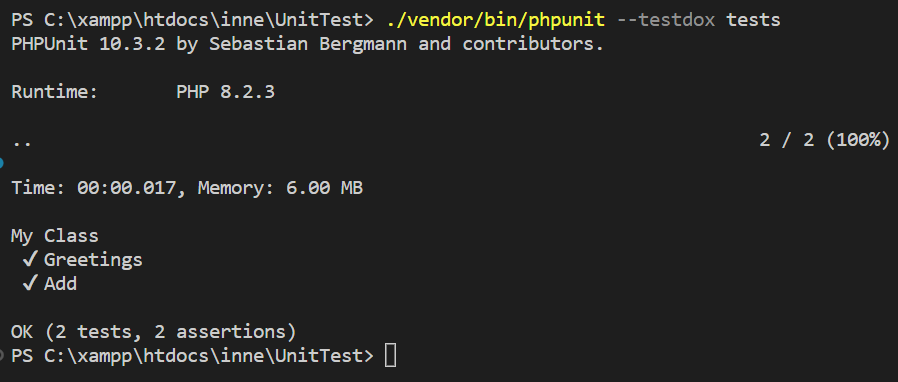 PS C:\xampp\htdocs\inne\UnitTest> ./vendor/bin/phpunit --testdox tests
PHPUnit 10.3.2 by Sebastian Bergmann and contributors.
Runtime:       PHP 8.2.3
..                                                                   2 / 2 (100%)
Time: 00:00.017, Memory: 6.00 MB
My Class
 ✔ Greetings
 ✔ Add
OK (2 tests, 2 assertions)
PS C:\xampp\htdocs\inne\UnitTest>